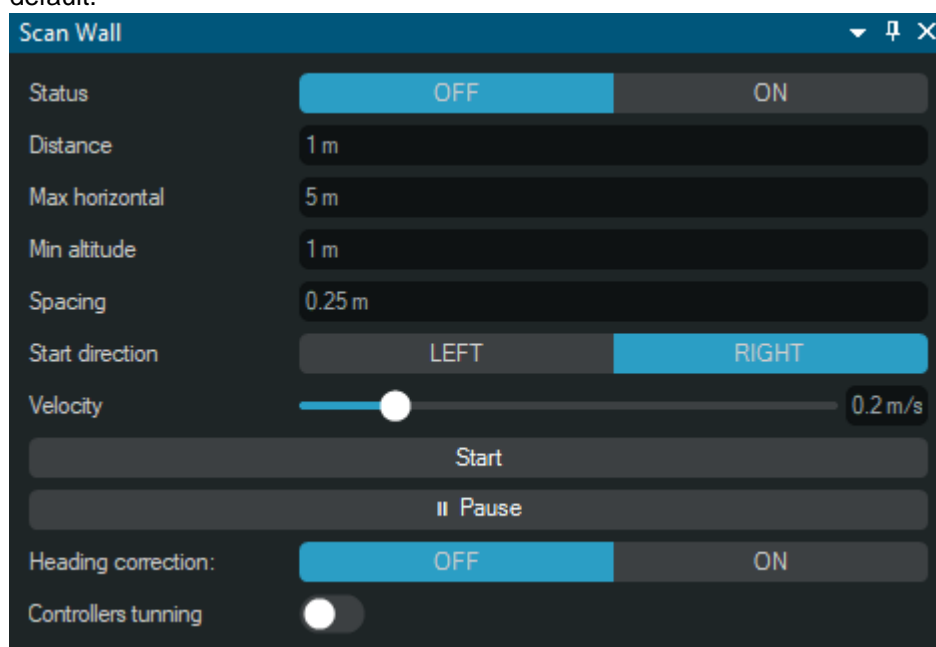 default.
Scan Wall
Status OFF ON
Distance 1 m
Max horizontal 5 m
Min altitude 1 m
Spacing 0.25 m
Start direction LEFT RIGHT
Velocity 0.2 m/s
Start
Pause
Heading correction: OFF ON
Controllers tunning